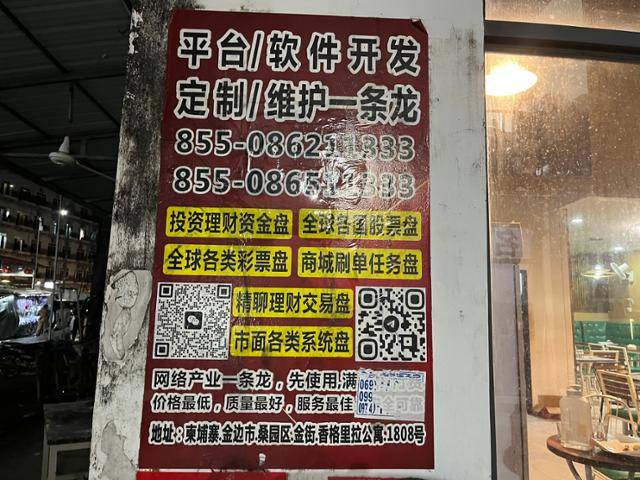 平台/软件开发
定制/维护一条龙
855-086211333
855-086511333
投资理财资金盘 全球各国股票盘
全球各类彩票盘 商城刷单任务盘
精聊理财交易盘
市面各类系统盘
网络产业一条龙，先使用,满
价格最低，质量最好，服务最佳
069
099
0974
地址：柬埔寨.金边市.桑园区.金街.香格里拉公寓.1808号